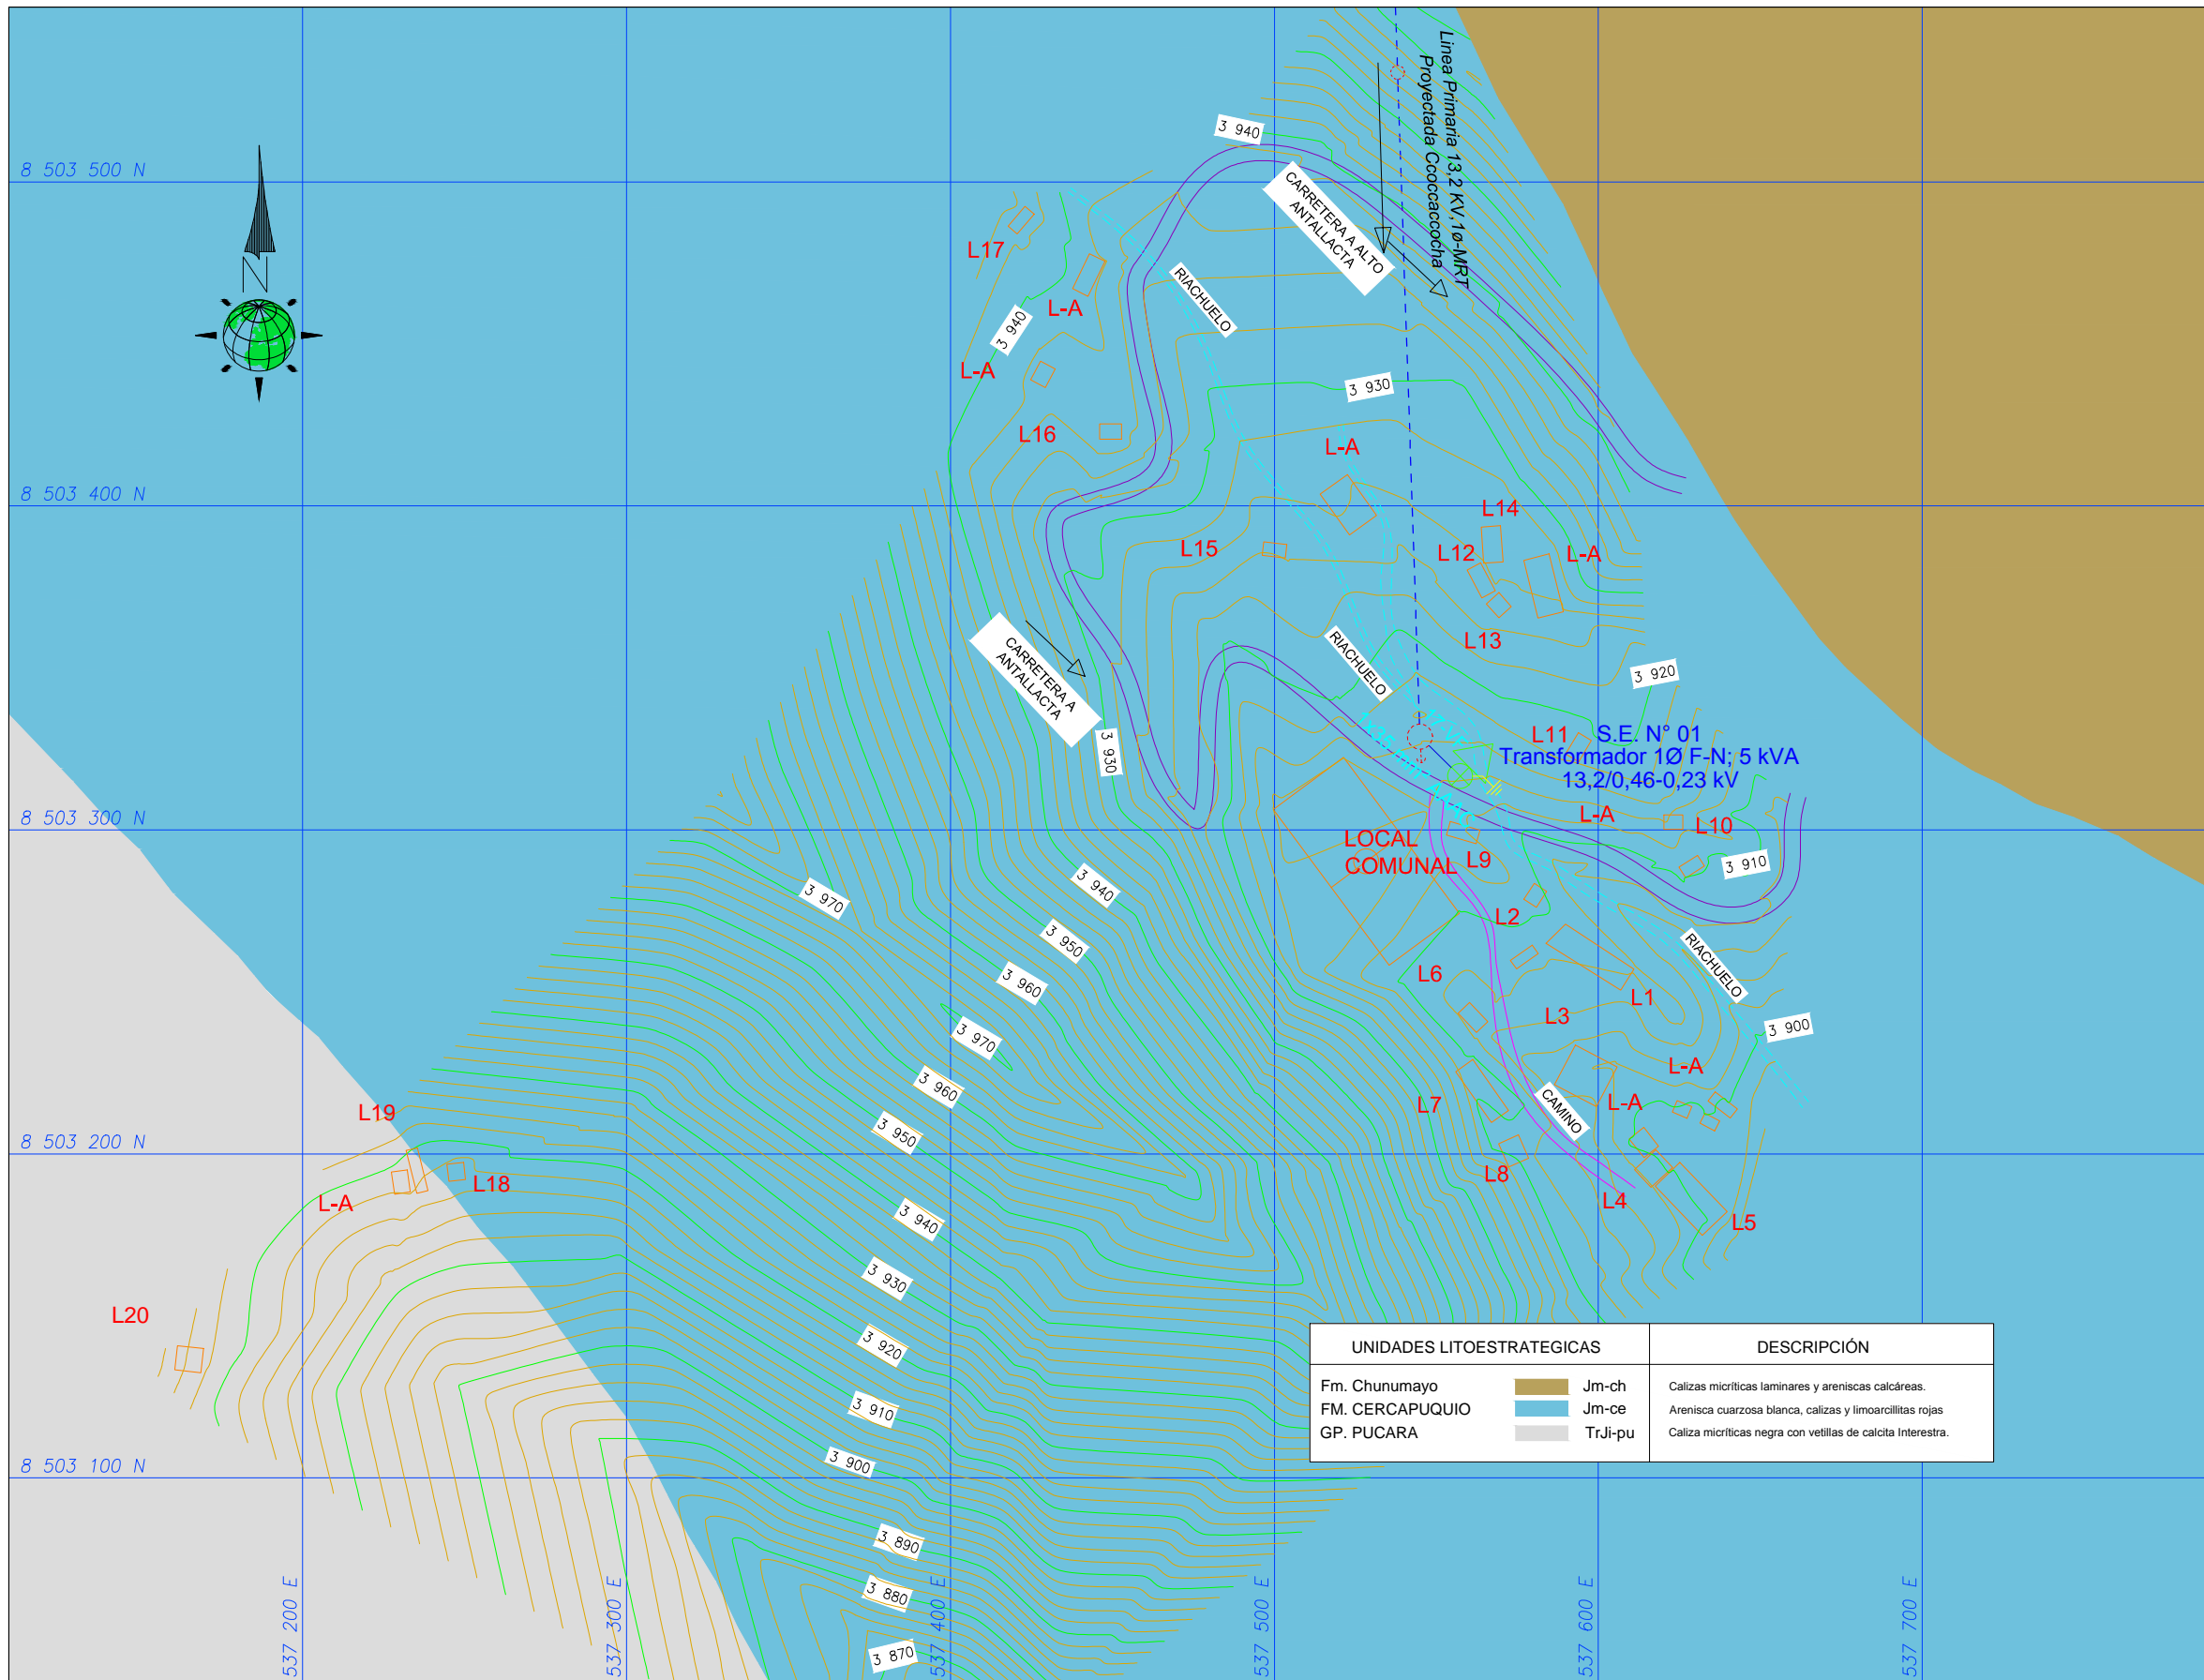 Linea Primaria 13,2 KV,1ø-MRT
Proyectada Ccoccaccocha
3 940
8 503 500 N
CARRETERA A ALTO
ANTALLACTA
N
L17
RIACHUELO
L-A
3 940
L-A
3 930
L16
L-A
8 503 400 N
L14
L15
L12
L-A
L13
RIACHUELO
CARRETERA A
ANTALLACTA
3 920
3 930
L11
S.E. N° 01
Transformador 1Ø F-N; 5 kVA
13,2/0,46-0,23 kV
8 503 300 N
L-A
L10
LOCAL
COMUNAL
L9
3 910
3 970
3 940
L2
3 950
RIACHUELO
L6
3 960
L1
L3
3 900
3 970
L-A
3 960
L7
CAMINO
L-A
L19
3 950
8 503 200 N
L8
L18
L-A
L4
3 940
L5
3 930
L20
3 920
UNIDADES LITOESTRATEGICAS
DESCRIPCIÓN
Fm. Chunumayo Jm-ch Calizas micríticas laminares y areniscas calcáreas.
FM. CERCAPUQUIO Jm-ce Arenisca cuarzosa blanca, calizas y limoarcillitas rojas
GP. PUCARA TrJi-pu Caliza micríticas negra con vetillas de calcita Interestra.
3 910
3 900
8 503 100 N
3 890
3 880
3 870
537 200 E
537 300 E
537 400 E
537 500 E
537 600 E
537 700 E